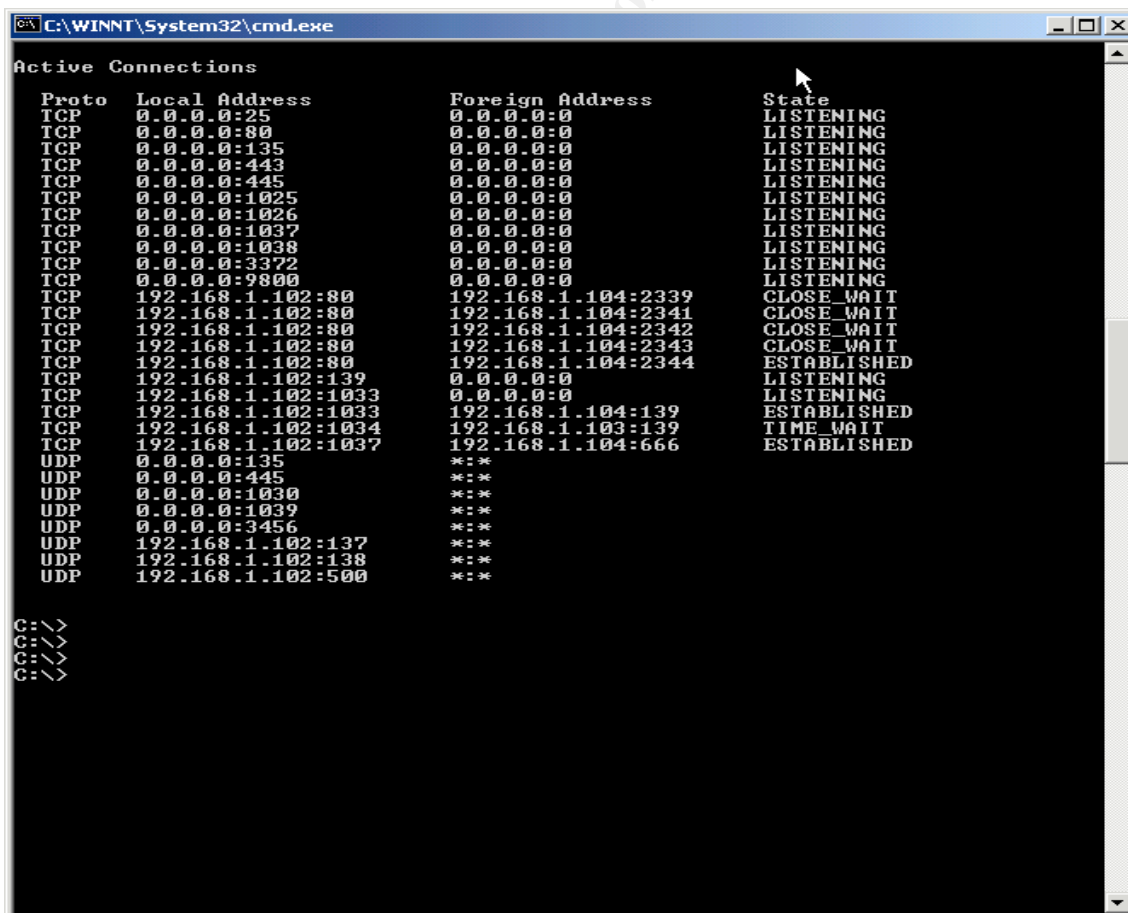 C:\WINNT\System32\cmd.exe
Active Connections
Proto Local Address Foreign Address State
TCP 0.0.0.0:25 0.0.0.0:0 LISTENING
TCP 0.0.0.0:80 0.0.0.0:0 LISTENING
TCP 0.0.0.0:135 0.0.0.0:0 LISTENING
TCP 0.0.0.0:443 0.0.0.0:0 LISTENING
TCP 0.0.0.0:445 0.0.0.0:0 LISTENING
TCP 0.0.0.0:1025 0.0.0.0:0 LISTENING
TCP 0.0.0.0:1026 0.0.0.0:0 LISTENING
TCP 0.0.0.0:1037 0.0.0.0:0 LISTENING
TCP 0.0.0.0:1038 0.0.0.0:0 LISTENING
TCP 0.0.0.0:3372 0.0.0.0:0 LISTENING
TCP 0.0.0.0:9800 0.0.0.0:0 LISTENING
TCP 192.168.1.102:80 192.168.1.104:2339 CLOSE_WAIT
TCP 192.168.1.102:80 192.168.1.104:2341 CLOSE_WAIT
TCP 192.168.1.102:80 192.168.1.104:2342 CLOSE_WAIT
TCP 192.168.1.102:80 192.168.1.104:2343 CLOSE_WAIT
TCP 192.168.1.102:80 192.168.1.104:2344 ESTABLISHED
TCP 192.168.1.102:139 0.0.0.0:0 LISTENING
TCP 192.168.1.102:1033 0.0.0.0:0 LISTENING
TCP 192.168.1.102:1033 192.168.1.104:139 ESTABLISHED
TCP 192.168.1.102:1034 192.168.1.103:139 TIME_WAIT
TCP 192.168.1.102:1037 192.168.1.104:666 ESTABLISHED
UDP 0.0.0.0:135 *:*
UDP 0.0.0.0:445 *:*
UDP 0.0.0.0:1030 *:*
UDP 0.0.0.0:1039 *:*
UDP 0.0.0.0:3456 *:*
UDP 192.168.1.102:137 *:*
UDP 192.168.1.102:138 *:*
UDP 192.168.1.102:500 *:*
C:\>
C:\>
C:\>
C:\>